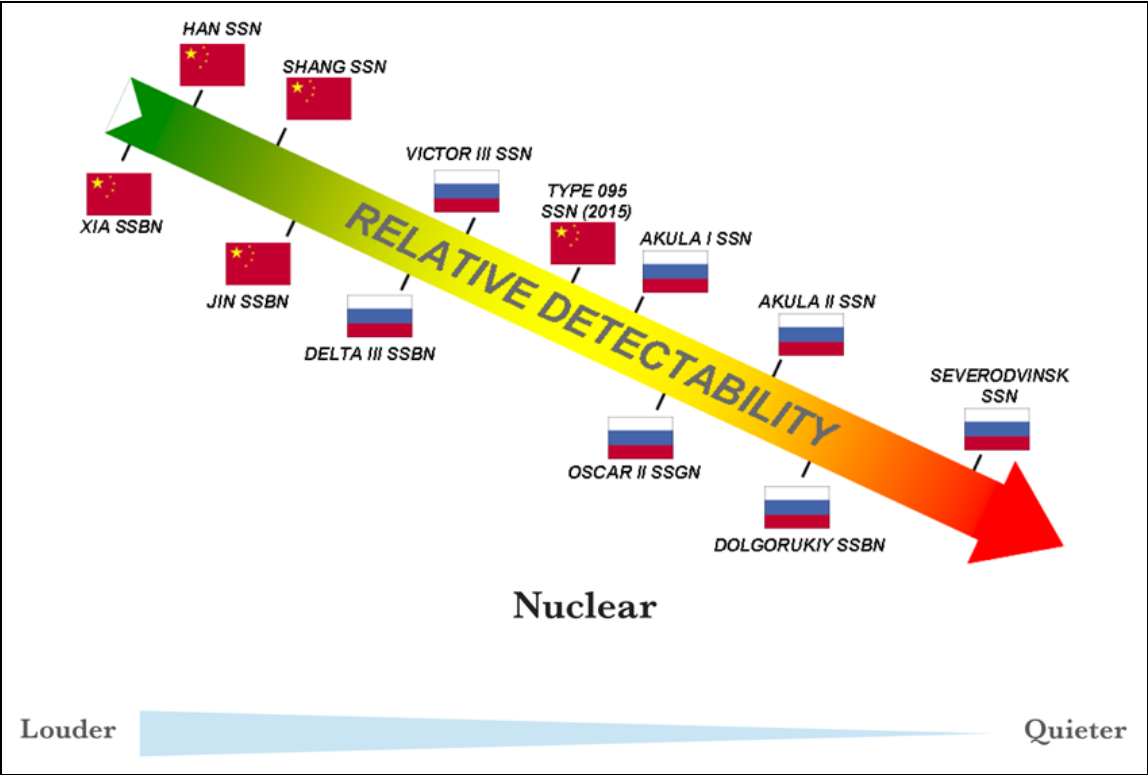 HAN SSN
SHANG SSN
XIA SSBN
VICTOR III SSN
TYPE 095
SSN (2015)
JIN SSBN
AKULA I SSN
DELTA III SSBN
RELATIVE DETECTABILITY
AKULA II SSN
SEVERODVINSK
SSN
OSCAR II SSGN
DOLGORUKIY SSBN
Nuclear
Louder
Quieter